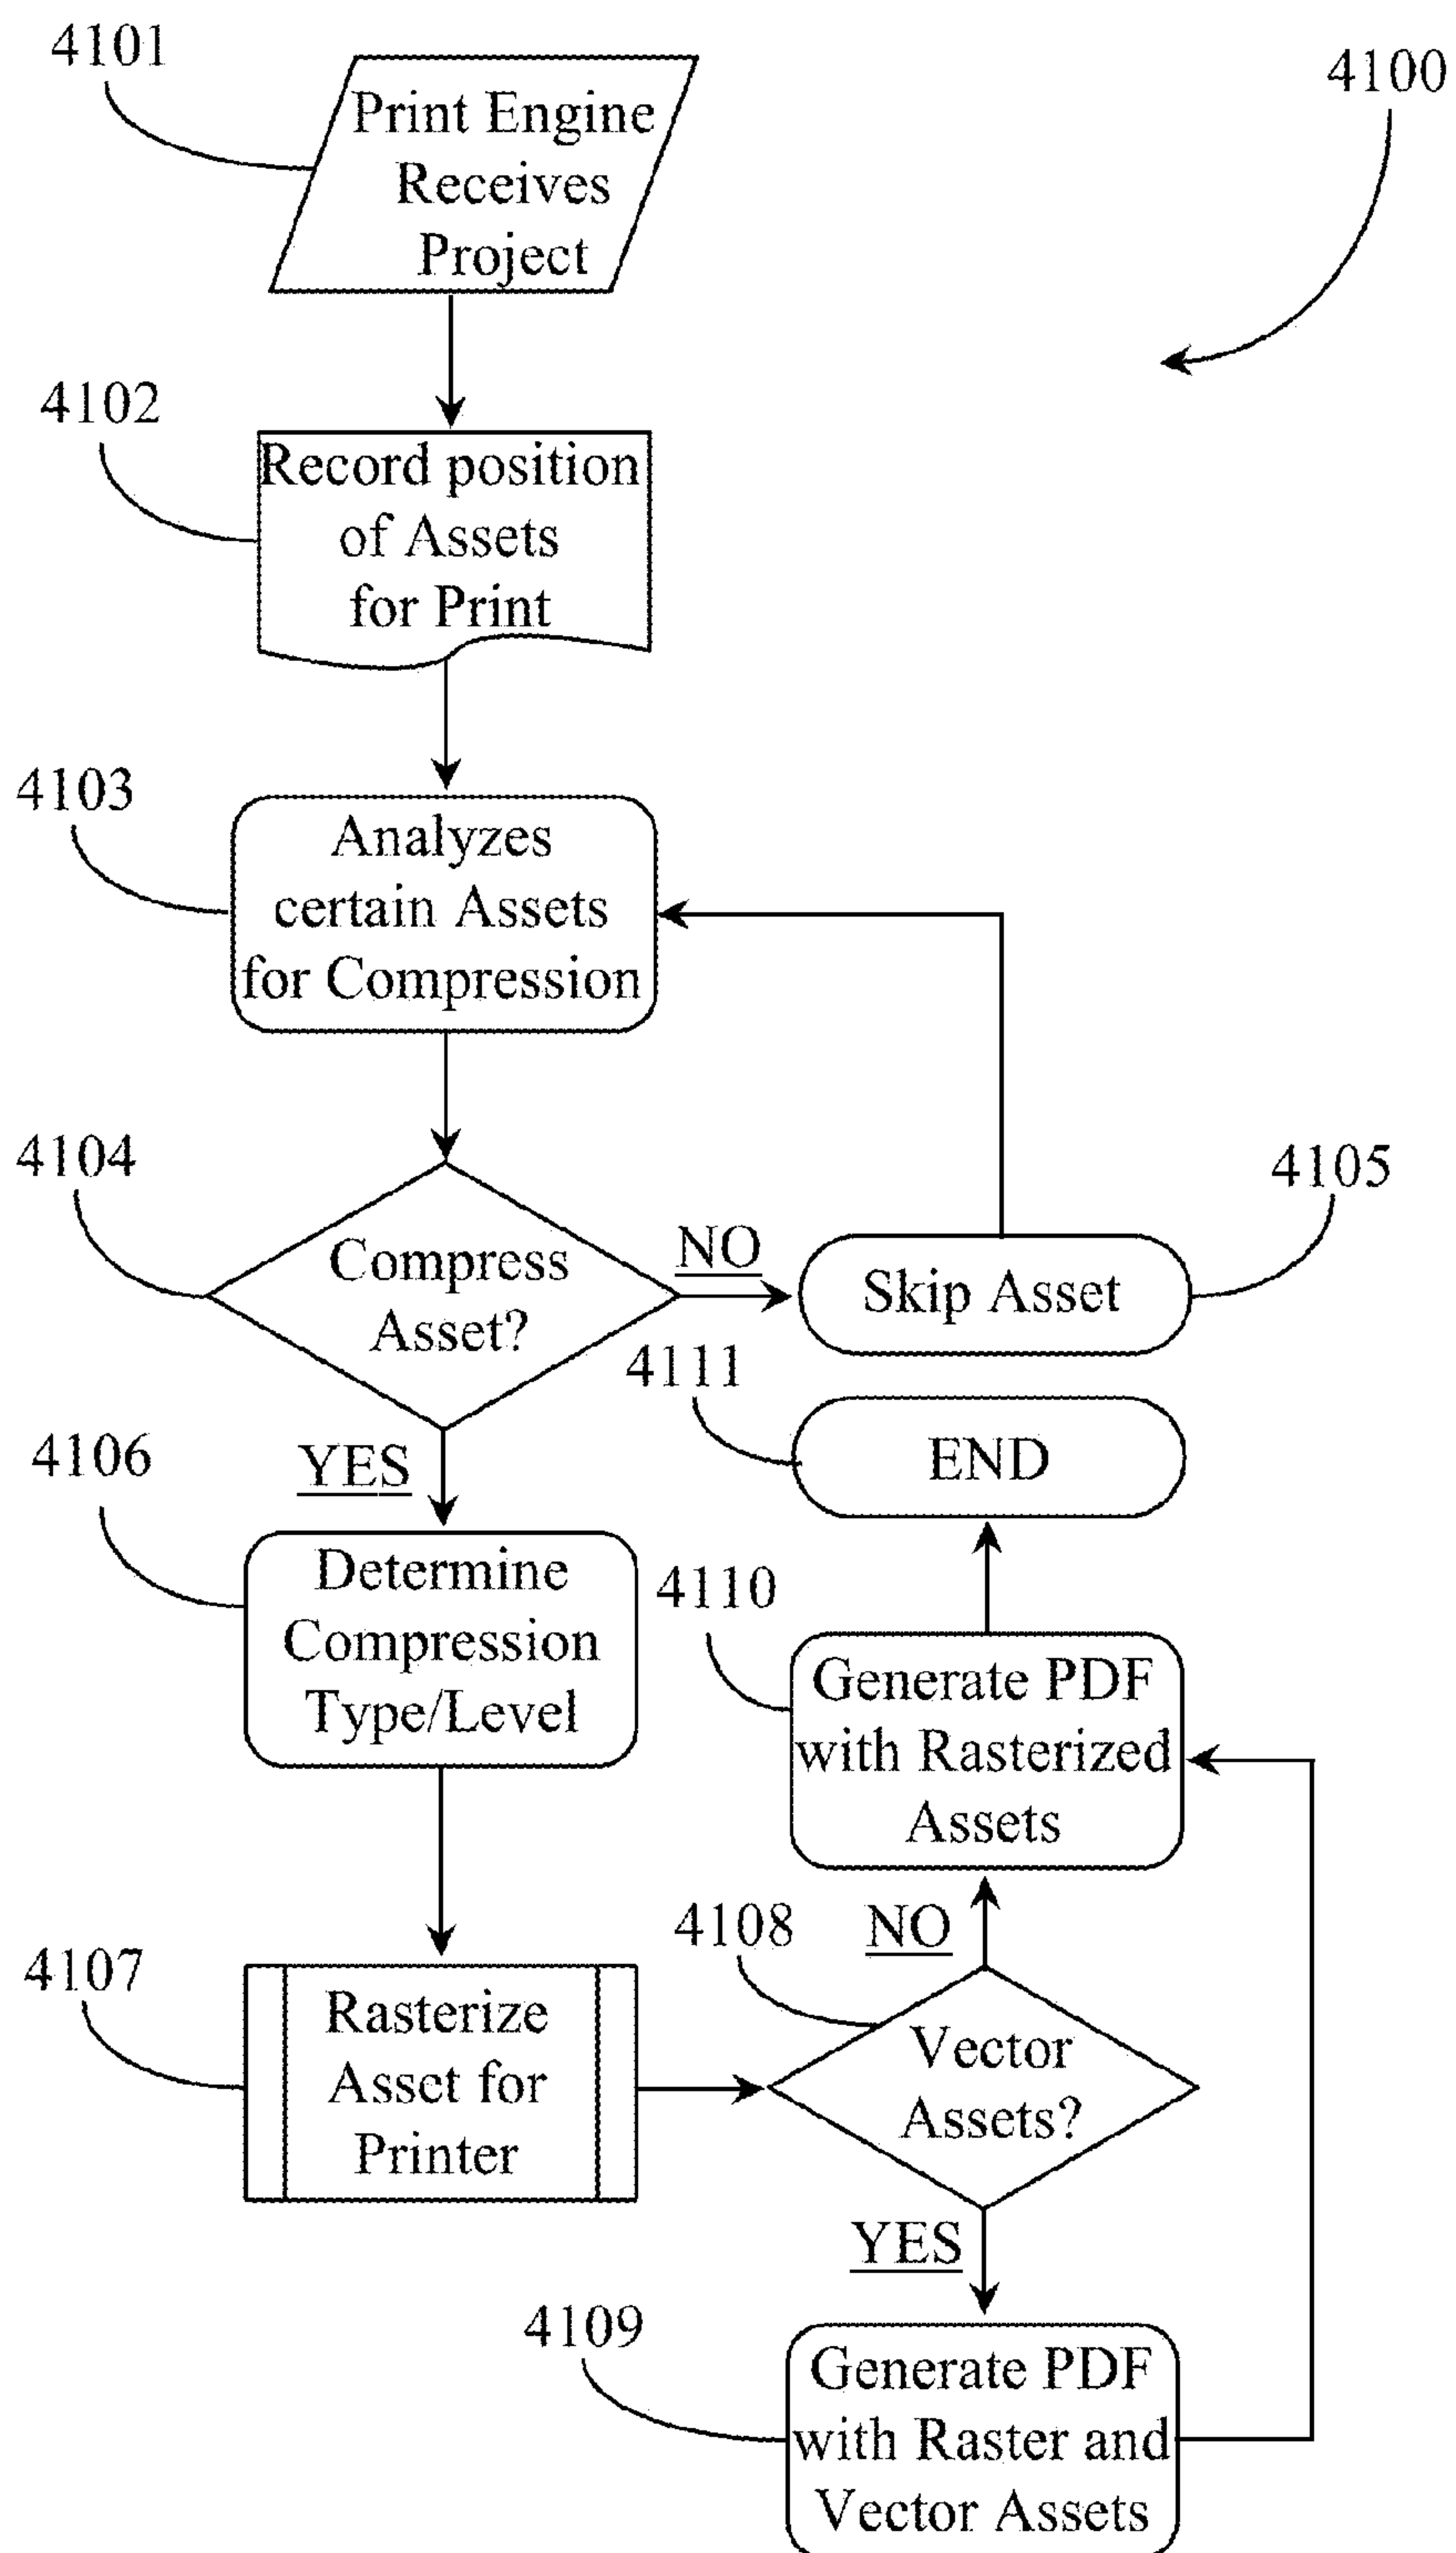 4101
4100
Print Engine
Receives
Project
4102
Record position
of Assets
for Print
4103
Analyzes
certain Assets
for Compression
4104
Compress
Asset?
NO
4105
Skip Asset
4111
END
YES
4106
Determine
Compression
Type/Level
4110
Generate PDF
with Rasterized
Assets
4107
Rasterize
Asset for
Printer
4108
NO
Vector
Assets?
YES
4109
Generate PDF
with Raster and
Vector Assets